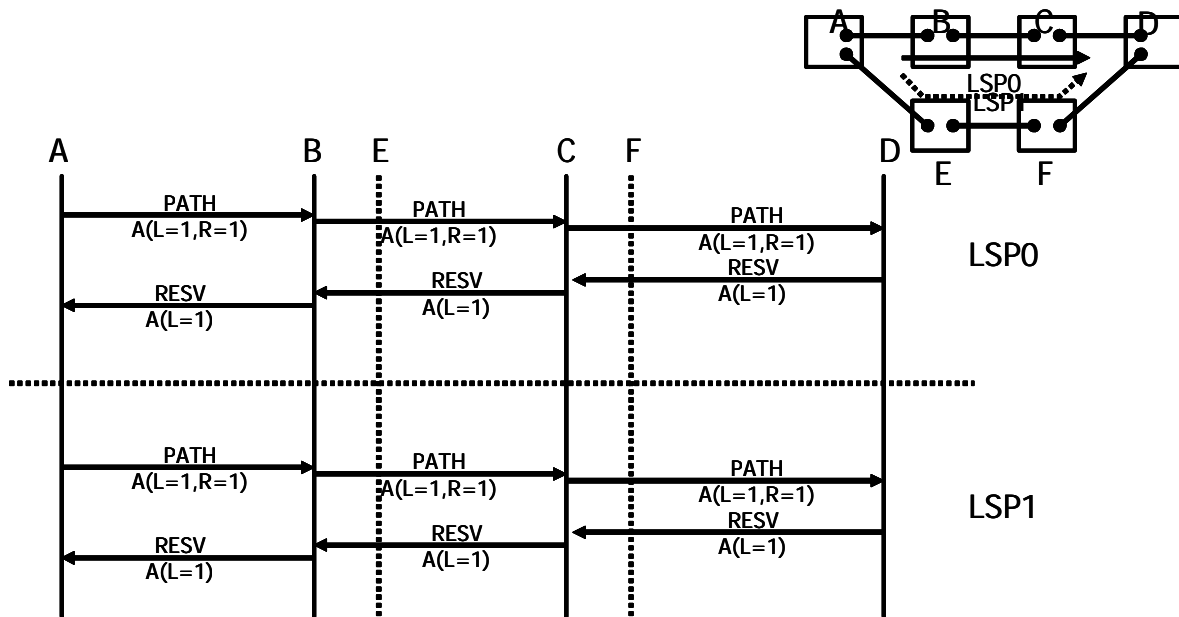 A B C D
LSP0
LSP1
E F
A B E C F D
PATH PATH PATH
A(L=1,R=1) A(L=1,R=1) A(L=1,R=1)
LSP0
RESV RESV RESV
A(L=1) A(L=1) A(L=1)
PATH PATH PATH
A(L=1,R=1) A(L=1,R=1) A(L=1,R=1)
LSP1
RESV RESV RESV
A(L=1) A(L=1) A(L=1)